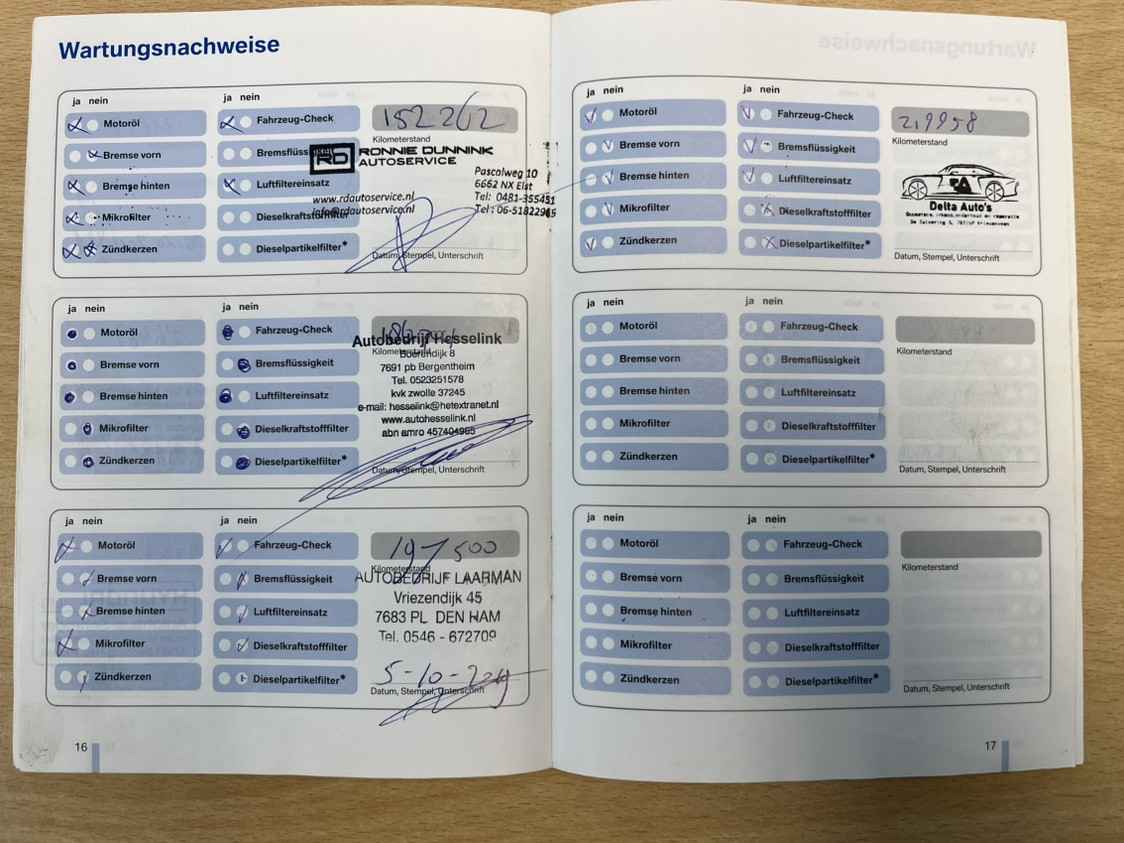 Wartungsnachweise
ja nein
ja nein
Motoröl
Fahrzeug-Check
152262
Kilometerstand
Bremse vorn
RD RONNIE DUNNINK
AUTOSERVICE
Bremse hinten
Luftfiltereinsatz
Pascalweg 10
6662 NX Elst
Tel: 0481-355451
www.rdautoservice.nl
info@rdautoservice.nl
Mikrofilter
Dieselkraftstofffilter
Zündkerzen
Dieselpartikelfilter*
Datum, Stempel, Unterschrift
Motoröl
Fahrzeug-Check
Kilometerstand
Autobedrijf Hesselink
Boerendijk 8
7691 pb Bergentheim
Tel. 0523251578
kvk zwolle 37245
e-mail: hesselink@hetextranet.nl
www.autohesselink.nl
abn amro 457404965
Bremse vorn
Bremsflüssigkeit
Bremse hinten
Luftfiltereinsatz
Mikrofilter
Dieselkraftstofffilter
Zündkerzen
Dieselpartikelfilter*
Datum, Stempel, Unterschrift
ja nein
ja nein
Motoröl
Fahrzeug-Check
197500
Kilometerstand
AUTOBEDRIJF LAARMAN
Vriezendijk 45
7683 PL DEN HAM
Tel. 0546 - 672709
Bremse vorn
Bremsflüssigkeit
Bremse hinten
Luftfiltereinsatz
Mikrofilter
Dieselkraftstofffilter
Zündkerzen
Dieselpartikelfilter*
5-10-2019
Datum, Stempel, Unterschrift
16
ja nein
ja nein
Motoröl
Fahrzeug-Check
219958
Kilometerstand
Bremse vorn
Bremsflüssigkeit
Bremse hinten
Luftfiltereinsatz
Mikrofilter
Dieselkraftstofffilter
Delta Auto's
Zündkerzen
Dieselpartikelfilter*
Datum, Stempel, Unterschrift
ja nein
ja nein
Motoröl
Fahrzeug-Check
Kilometerstand
Bremse vorn
Bremsflüssigkeit
Bremse hinten
Luftfiltereinsatz
Mikrofilter
Dieselkraftstofffilter
Zündkerzen
Dieselpartikelfilter*
Datum, Stempel, Unterschrift
ja nein
ja nein
Motoröl
Fahrzeug-Check
Kilometerstand
Bremse vorn
Bremsflüssigkeit
Bremse hinten
Luftfiltereinsatz
Mikrofilter
Dieselkraftstofffilter
Zündkerzen
Dieselpartikelfilter*
Datum, Stempel, Unterschrift
17